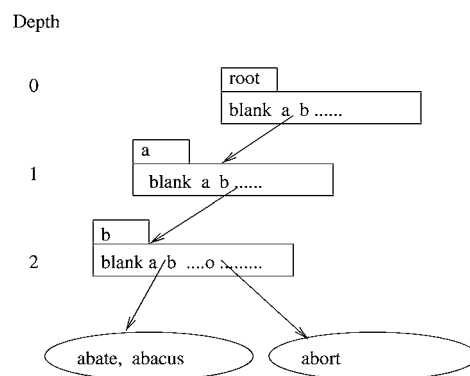 Depth
0
root
blank a b ......
1
a
blank a b ......
2
b
blank a b ....o .........
abate, abacus
abort